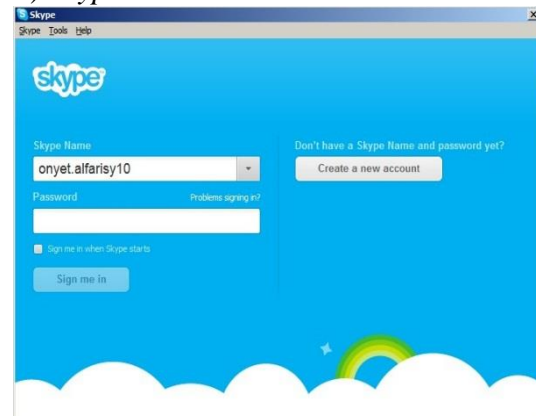 Skype
Skype Tools Help
skype
Skype Name
onyet.alfarisy10
Password Problems signing in?
Sign me in when Skype starts
Sign me in
Don't have a Skype Name and password yet?
Create a new account